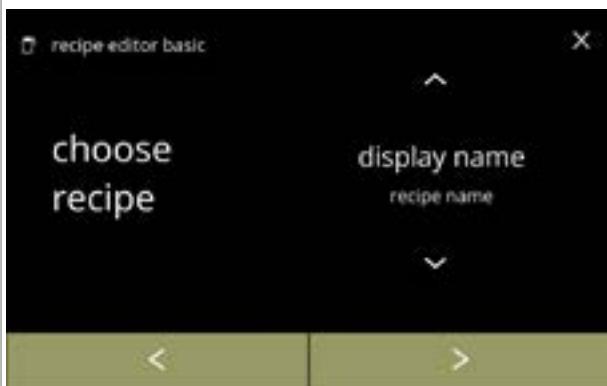 recipe editor basic
choose
recipe
display name
recipe name
< >